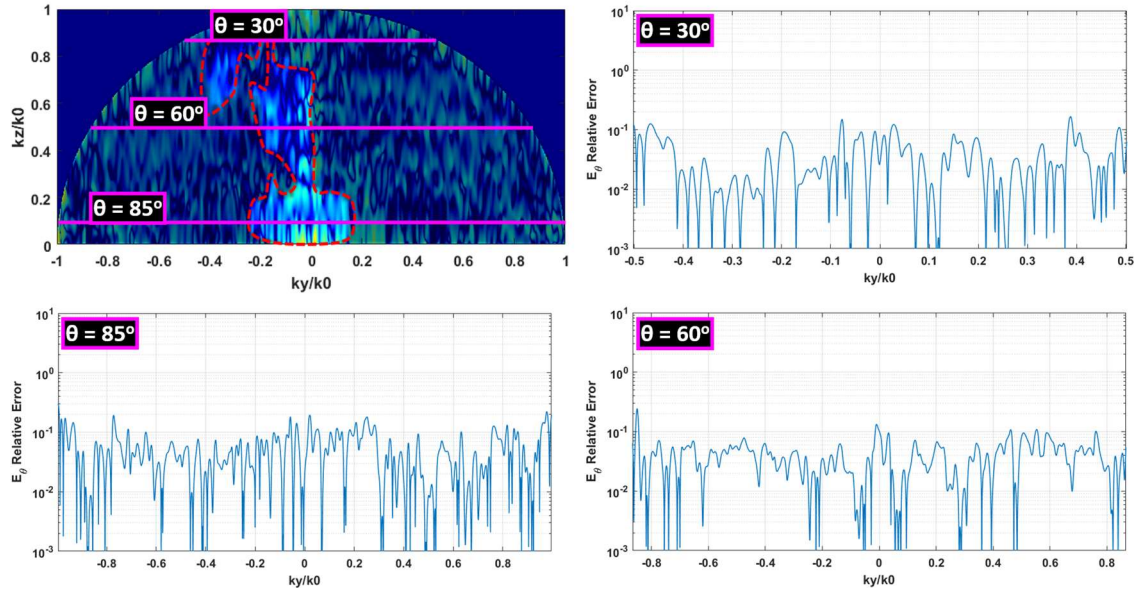 θ = 30º
θ = 60º
θ = 85º
kz/k0
1
0.8
0.6
0.4
0.2
0
-1 -0.8 -0.6 -0.4 -0.2 0 0.2 0.4 0.6 0.8 1
ky/k0
θ = 30º
Eθ Relative Error
10^1
10^0
10^-1
10^-2
10^-3
-0.5 -0.4 -0.3 -0.2 -0.1 0 0.1 0.2 0.3 0.4 0.5
ky/k0
θ = 85º
Eθ Relative Error
10^1
10^0
10^-1
10^-2
10^-3
-0.8 -0.6 -0.4 -0.2 0 0.2 0.4 0.6 0.8
ky/k0
θ = 60º
Eθ Relative Error
10^1
10^0
10^-1
10^-2
10^-3
-0.8 -0.6 -0.4 -0.2 0 0.2 0.4 0.6 0.8
ky/k0